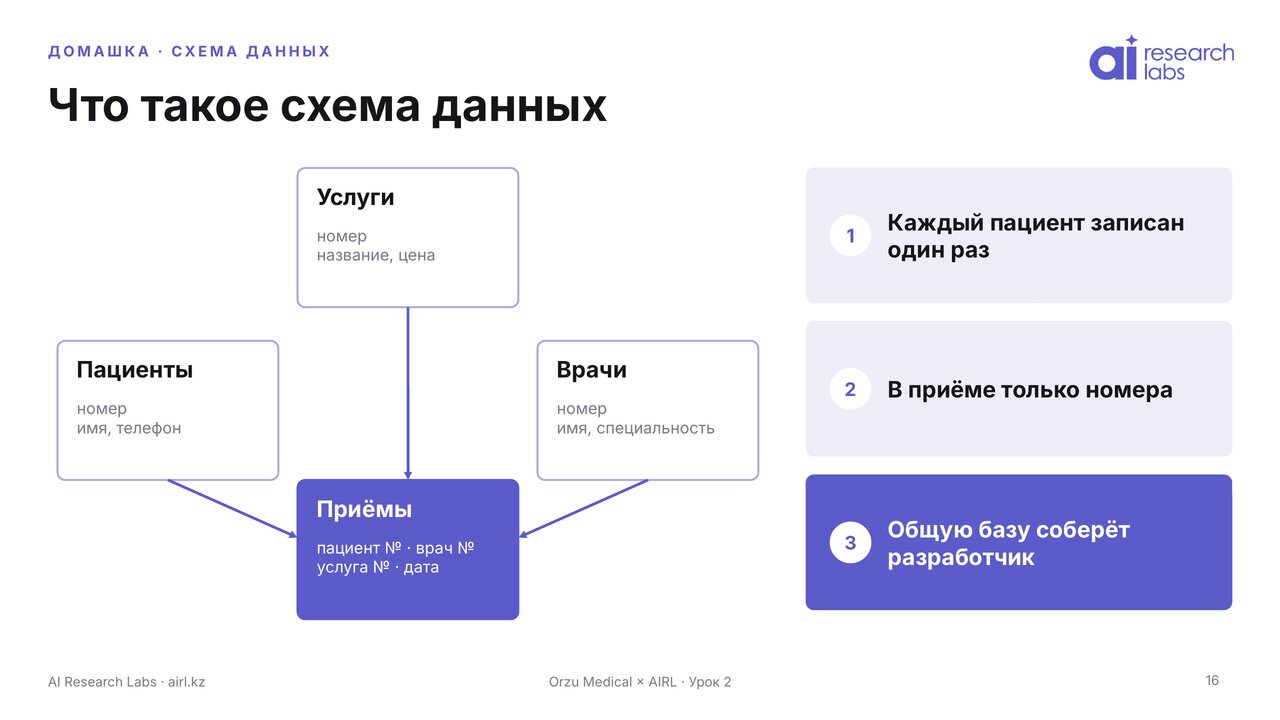 ДОМАШКА · СХЕМА ДАННЫХ
ai research labs
Что такое схема данных
Услуги
номер
название, цена
Пациенты
номер
имя, телефон
Врачи
номер
имя, специальность
Приёмы
пациент № · врач №
услуга № · дата
1
Каждый пациент записан
один раз
2
В приёме только номера
3
Общую базу соберёт
разработчик
AI Research Labs · airl.kz
Orzu Medical × AIRL · Урок 2
16